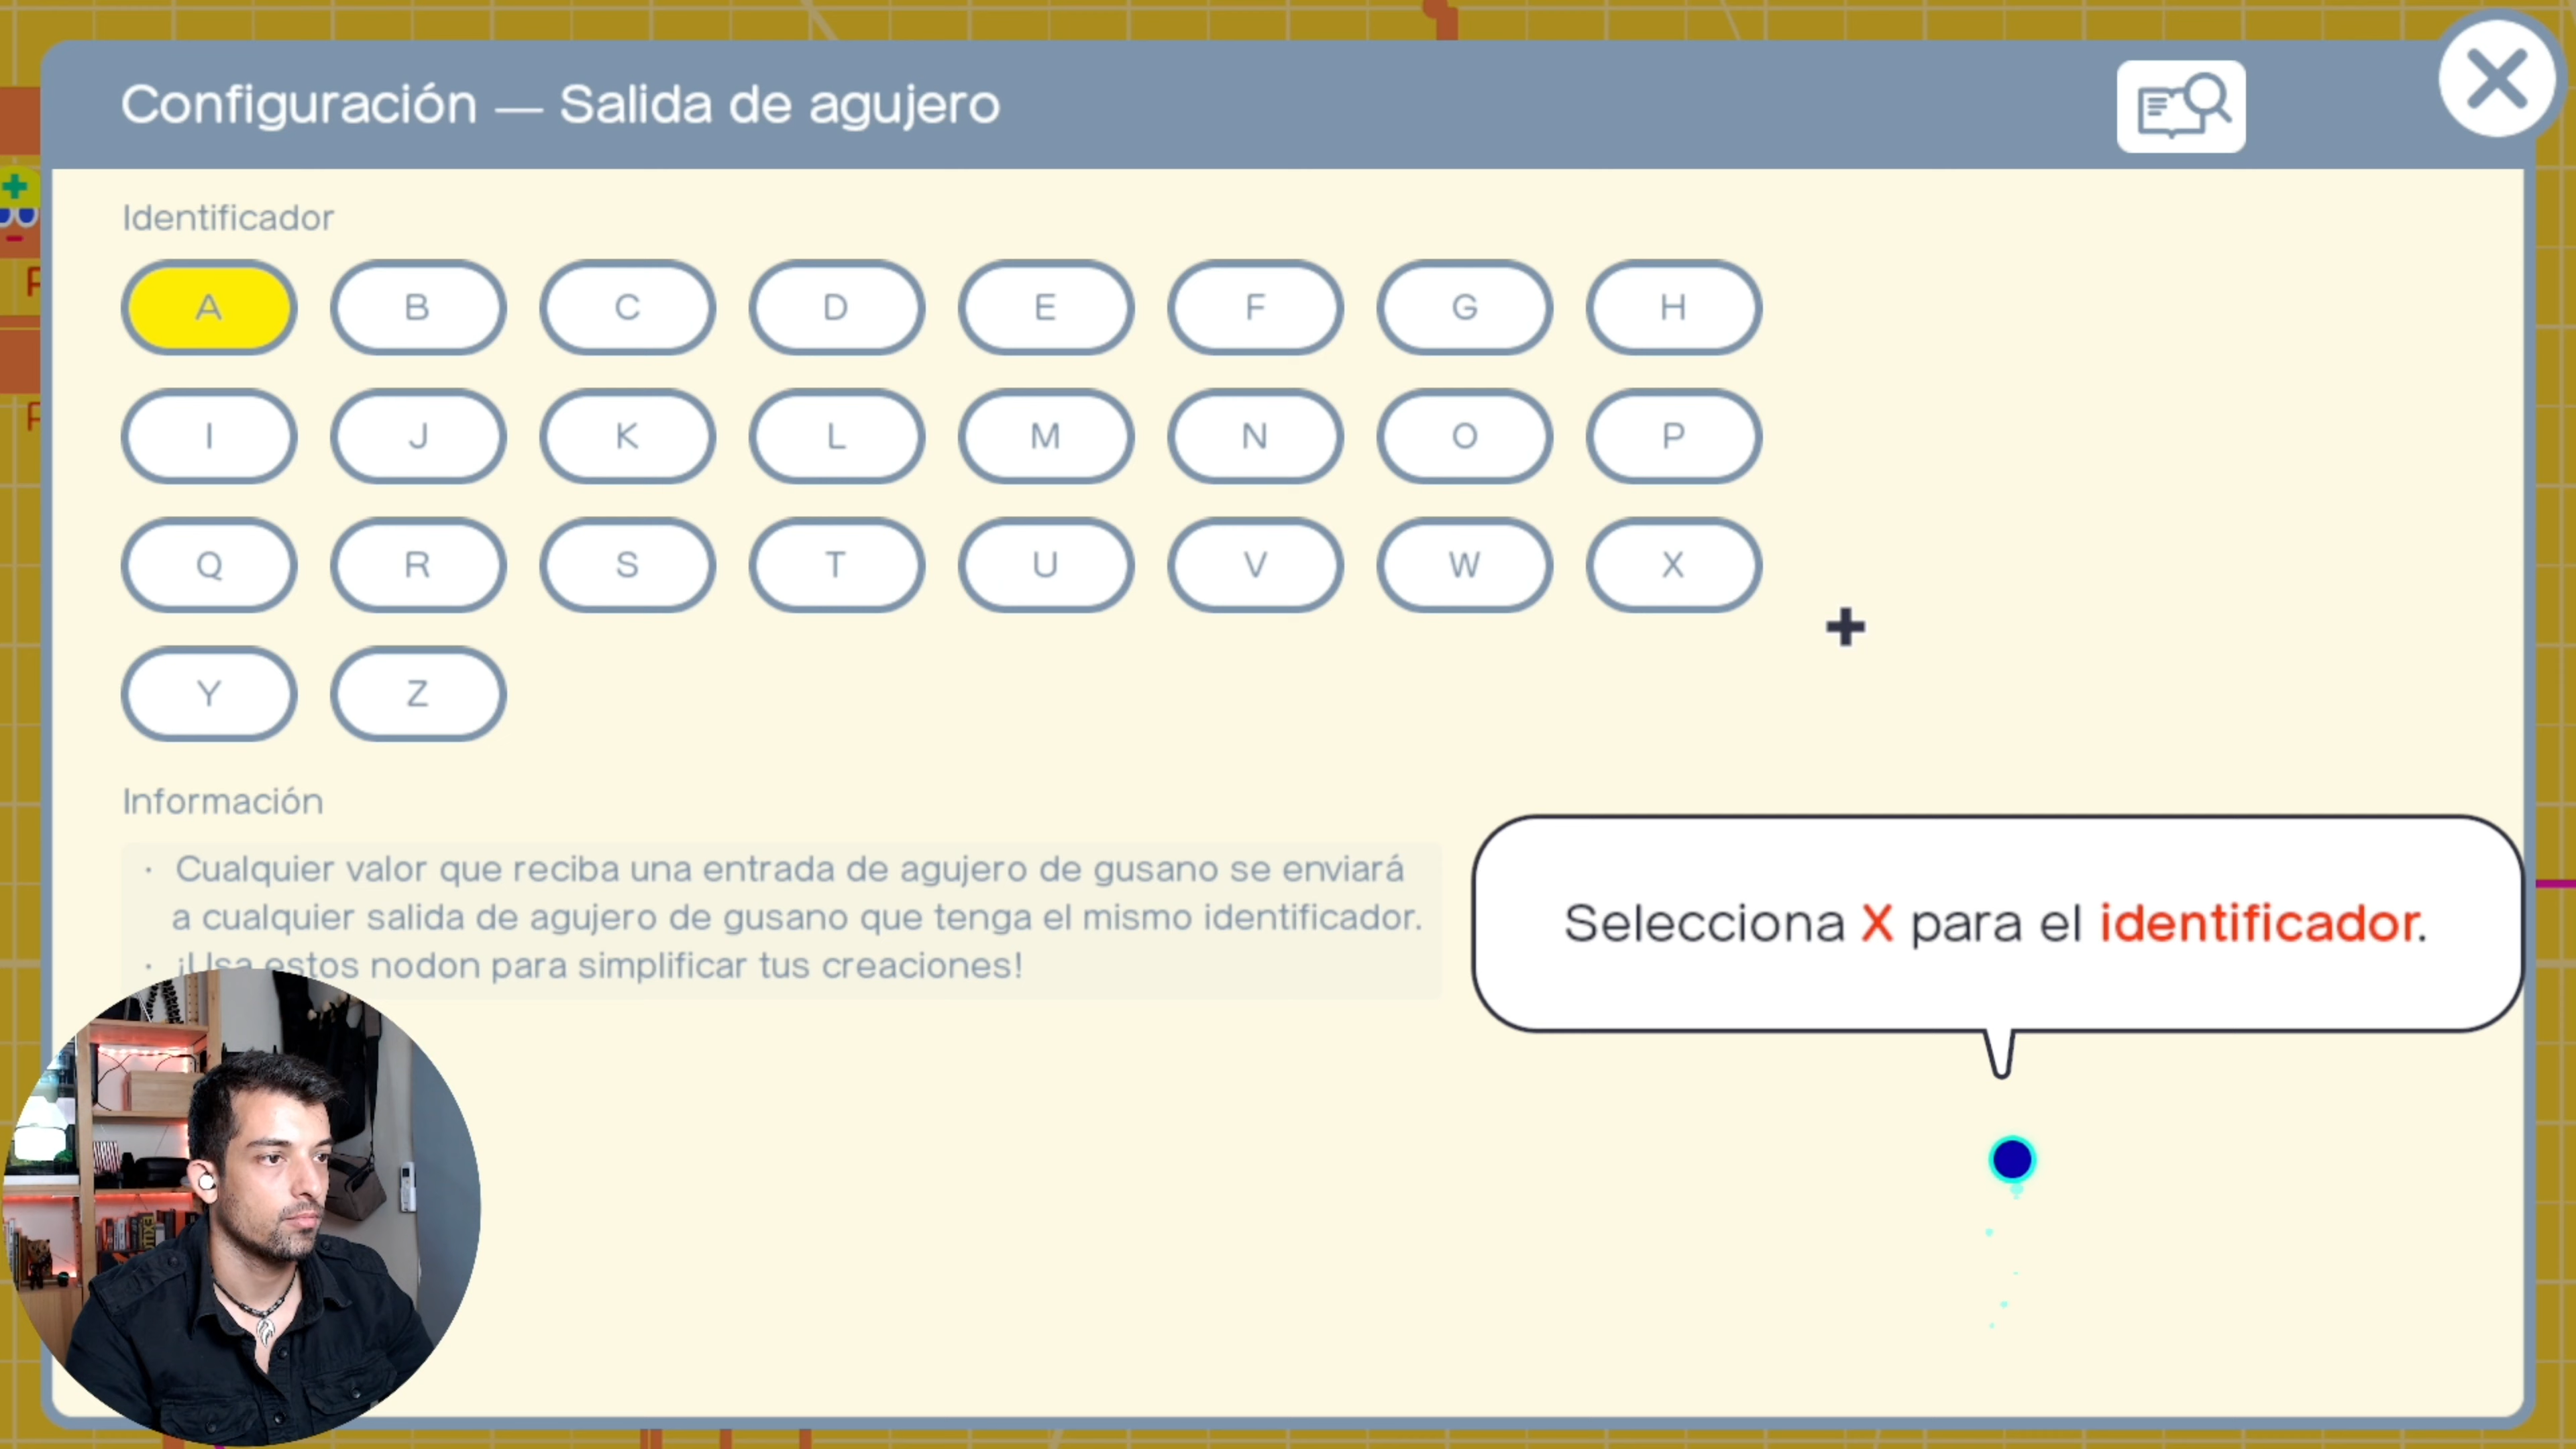 Configuración — Salida de agujero
Identificador
A B C D E F G H
I J K L M N O P
Q R S T U V W X
Y Z
Información
· Cualquier valor que reciba una entrada de agujero de gusano se enviará
a cualquier salida de agujero de gusano que tenga el mismo identificador.
· ¡Usa estos nodon para simplificar tus creaciones!
Selecciona X para el identificador.